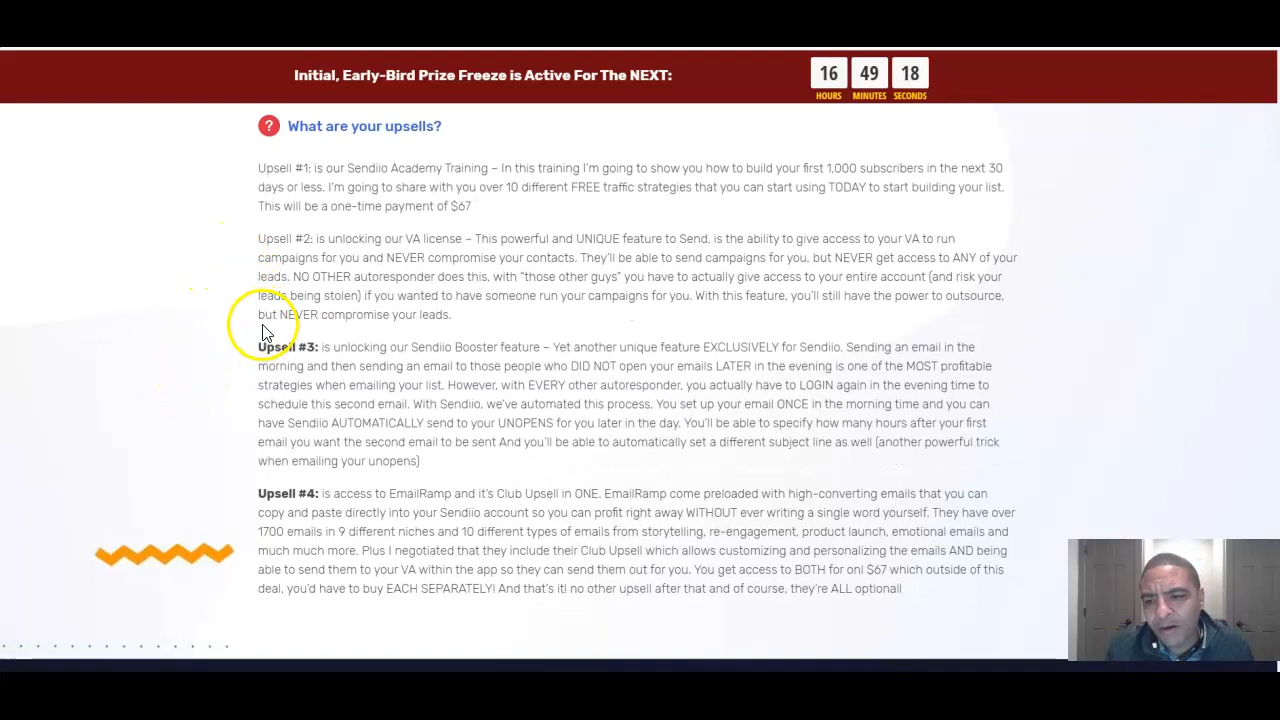 Initial, Early-Bird Prize Freeze is Active For The NEXT:
16 49 18
HOURS MINUTES SECONDS
? What are your upsells?
Upsell #1: is our Sendiio Academy Training – In this training I'm going to show you how to build your first 1,000 subscribers in the next 30
days or less. I'm going to share with you over 10 different FREE traffic strategies that you can start using TODAY to start building your list.
This will be a one-time payment of $67
Upsell #2: is unlocking our VA license – This powerful and UNIQUE feature to Send, is the ability to give access to your VA to run
campaigns for you and NEVER compromise your contacts. They'll be able to send campaigns for you, but NEVER get access to ANY of your
leads. NO OTHER autoresponder does this, with "those other guys" you have to actually give access to your entire account (and risk your
leads being stolen) if you wanted to have someone run your campaigns for you. With this feature, you'll still have the power to outsource,
but NEVER compromise your leads.
Upsell #3: is unlocking our Sendiio Booster feature – Yet another unique feature EXCLUSIVELY for Sendiio. Sending an email in the
morning and then sending an email to those people who DID NOT open your emails LATER in the evening is one of the MOST profitable
strategies when emailing your list. However, with EVERY other autoresponder, you actually have to LOGIN again in the evening time to
schedule this second email. With Sendiio, we've automated this process. You set up your email ONCE in the morning time and you can
have Sendiio AUTOMATICALLY send to your UNOPENS for you later in the day. You'll be able to specify how many hours after your first
email you want the second email to be sent And you'll be able to automatically set a different subject line as well (another powerful trick
when emailing your unopens)
Upsell #4: is access to EmailRamp and it's Club Upsell in ONE. EmailRamp come preloaded with high-converting emails that you can
copy and paste directly into your Sendiio account so you can profit right away WITHOUT ever writing a single word yourself. They have over
1700 emails in 9 different niches and 10 different types of emails from storytelling, re-engagement, product launch, emotional emails and
much much more. Plus I negotiated that they include their Club Upsell which allows customizing and personalizing the emails AND being
able to send them to your VA within the app so they can send them out for you. You get access to BOTH for onl $67 which outside of this
deal, you'd have to buy EACH SEPARATELY! And that's it! no other upsell after that and of course, they're ALL optional!